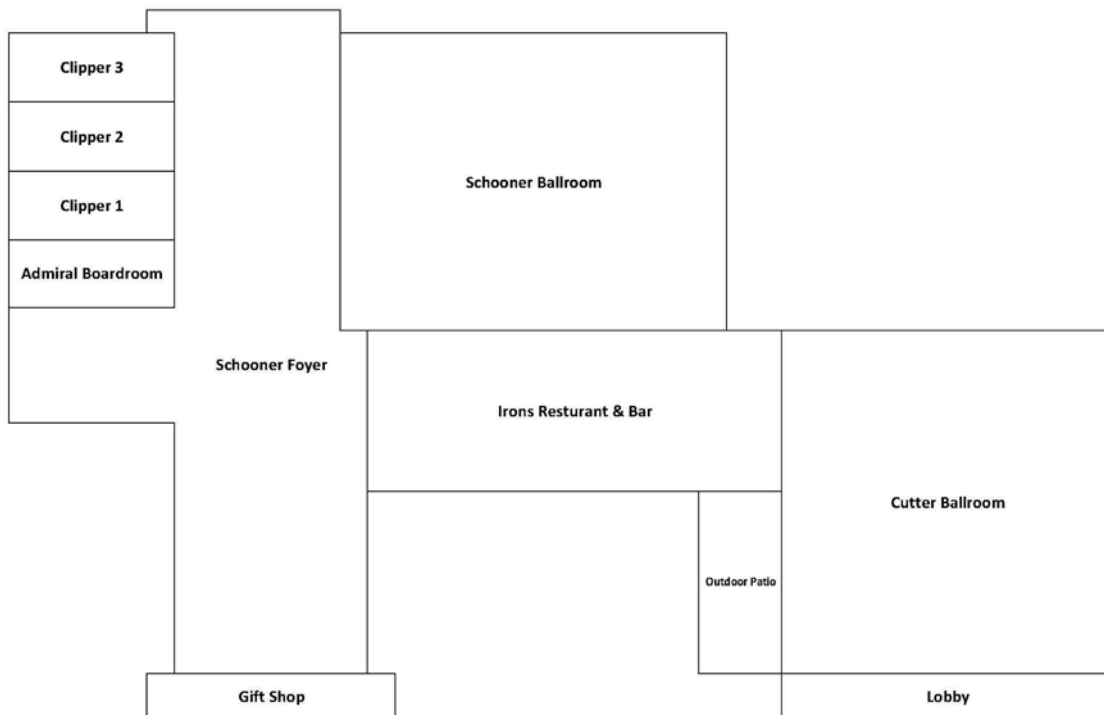 Clipper 3
Clipper 2
Schooner Ballroom
Clipper 1
Admiral Boardroom
Schooner Foyer
Irons Resturant & Bar
Cutter Ballroom
Outdoor Patio
Gift Shop
Lobby